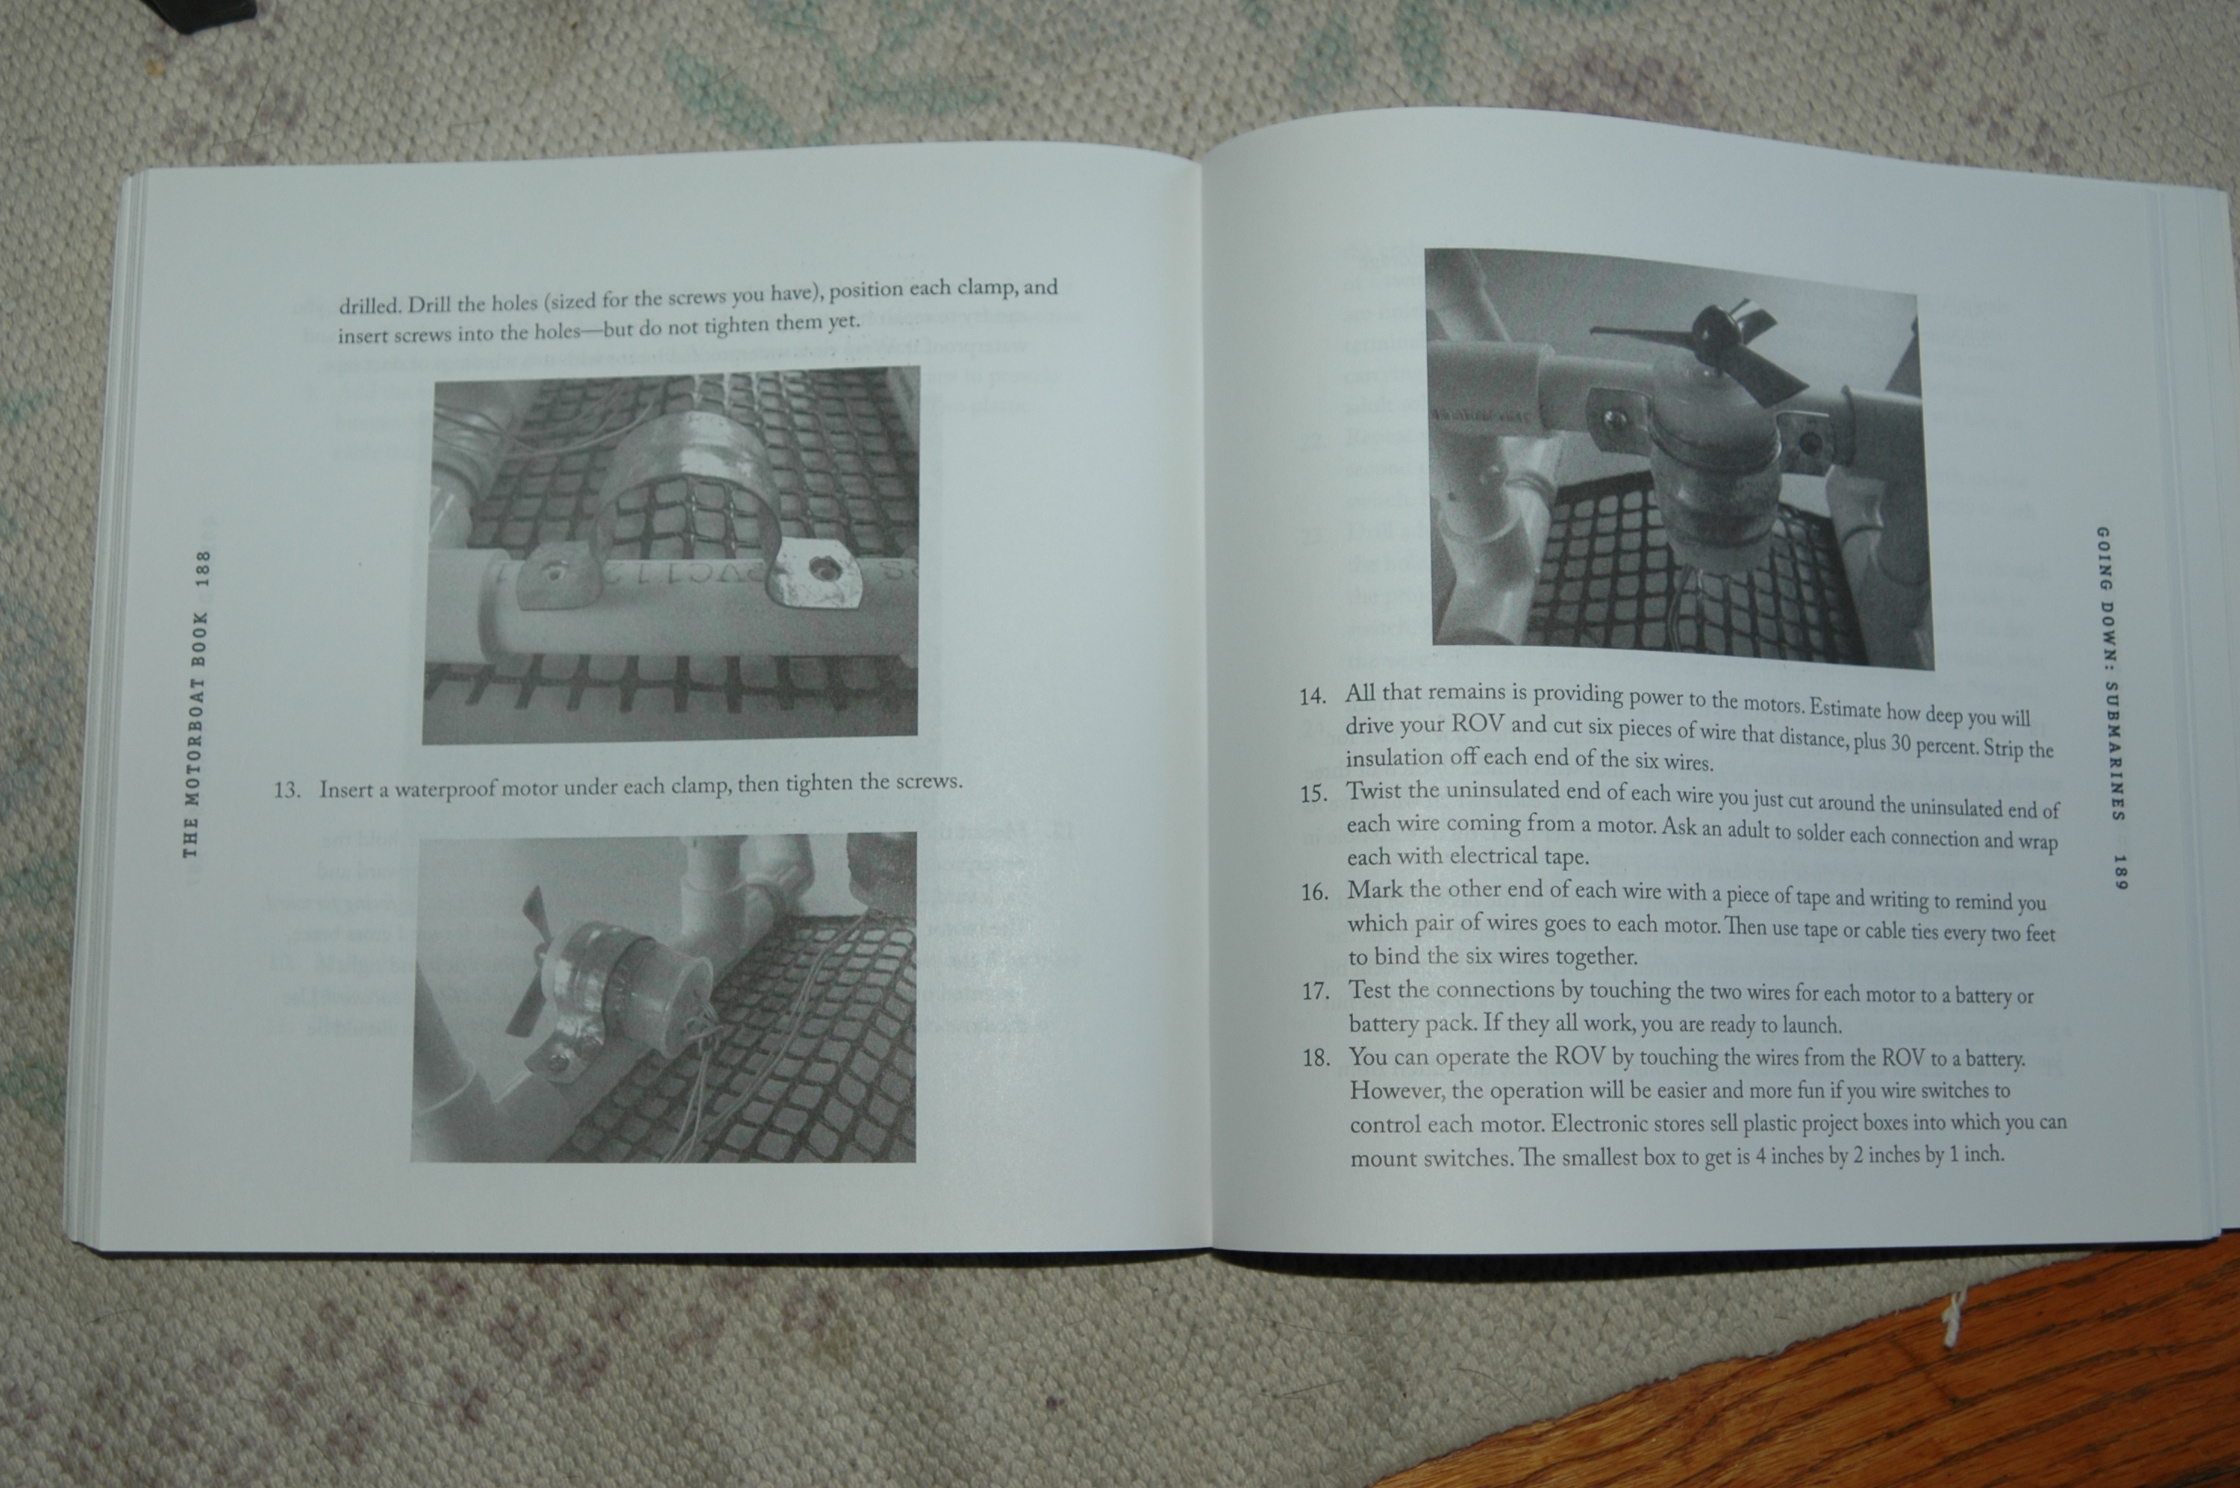 drilled. Drill the holes (sized for the screws you have), position each clamp, and
insert screws into the holes—but do not tighten them yet.
13. Insert a waterproof motor under each clamp, then tighten the screws.
THE MOTORBOAT BOOK 188
14. All that remains is providing power to the motors. Estimate how deep you will
drive your ROV and cut six pieces of wire that distance, plus 30 percent. Strip the
insulation off each end of the six wires.
15. Twist the uninsulated end of each wire you just cut around the uninsulated end of
each wire coming from a motor. Ask an adult to solder each connection and wrap
each with electrical tape.
16. Mark the other end of each wire with a piece of tape and writing to remind you
which pair of wires goes to each motor. Then use tape or cable ties every two feet
to bind the six wires together.
17. Test the connections by touching the two wires for each motor to a battery or
battery pack. If they all work, you are ready to launch.
18. You can operate the ROV by touching the wires from the ROV to a battery.
However, the operation will be easier and more fun if you wire switches to
control each motor. Electronic stores sell plastic project boxes into which you can
mount switches. The smallest box to get is 4 inches by 2 inches by 1 inch.
GOING DOWN: SUBMARINES 189